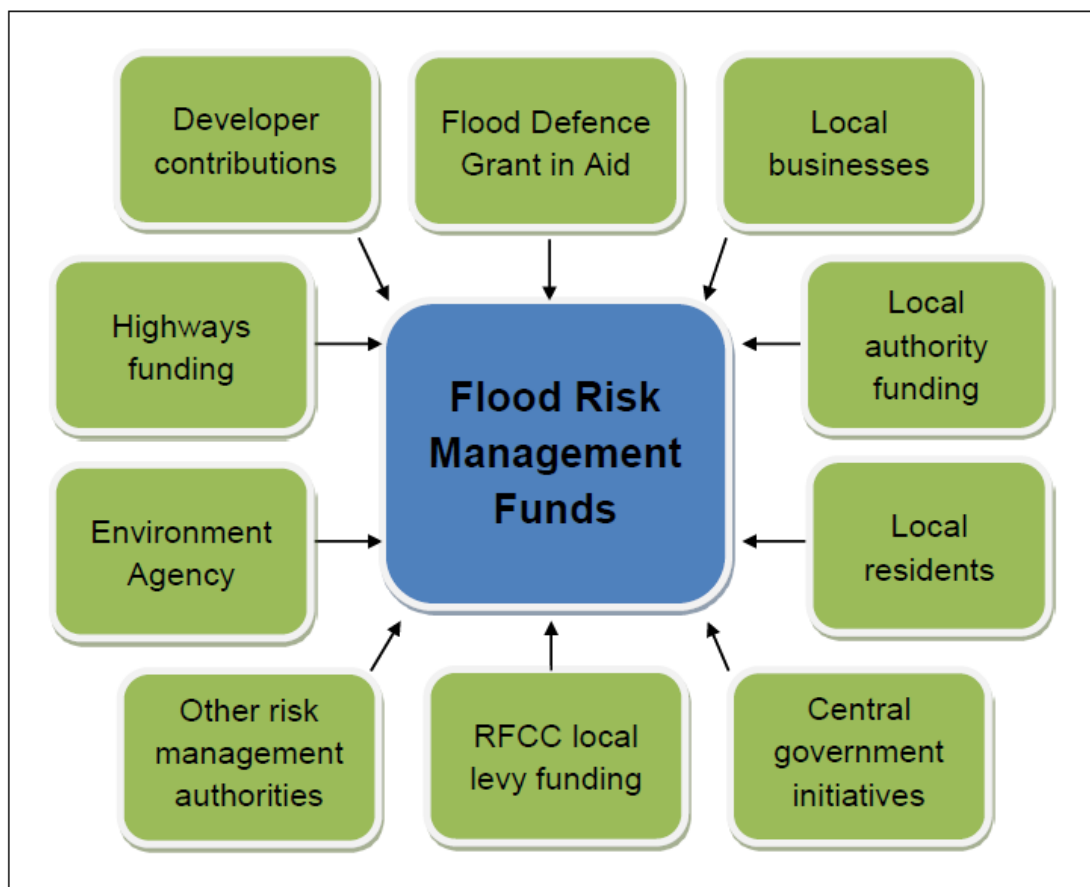 Developer
contributions
Flood Defence
Grant in Aid
Local
businesses
Highways
funding
Flood Risk
Management
Funds
Local
authority
funding
Environment
Agency
Local
residents
Other risk
management
authorities
RFCC local
levy funding
Central
government
initiatives